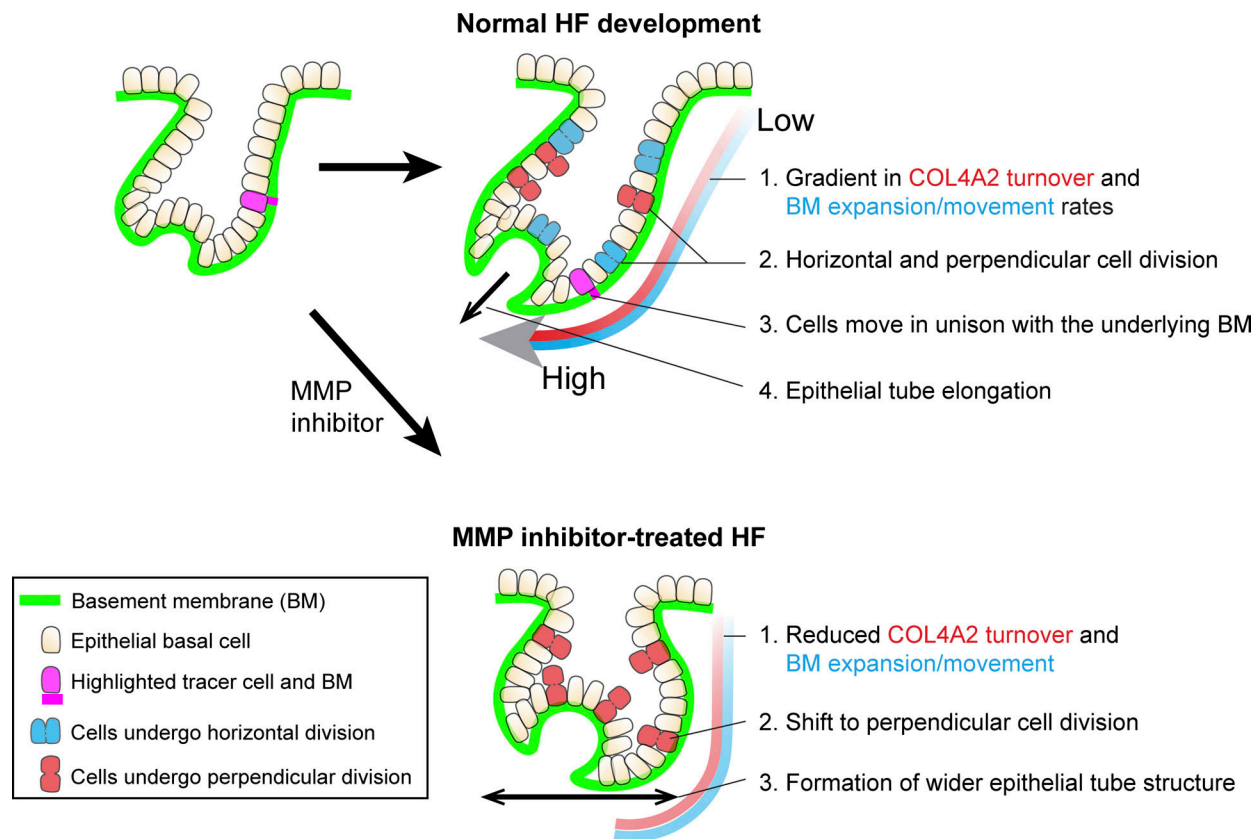 Normal HF development
Low
1. Gradient in COL4A2 turnover and
BM expansion/movement rates
2. Horizontal and perpendicular cell division
3. Cells move in unison with the underlying BM
High
4. Epithelial tube elongation
MMP
inhibitor
MMP inhibitor-treated HF
Basement membrane (BM)
Epithelial basal cell
Highlighted tracer cell and BM
Cells undergo horizontal division
Cells undergo perpendicular division
1. Reduced COL4A2 turnover and
BM expansion/movement
2. Shift to perpendicular cell division
3. Formation of wider epithelial tube structure